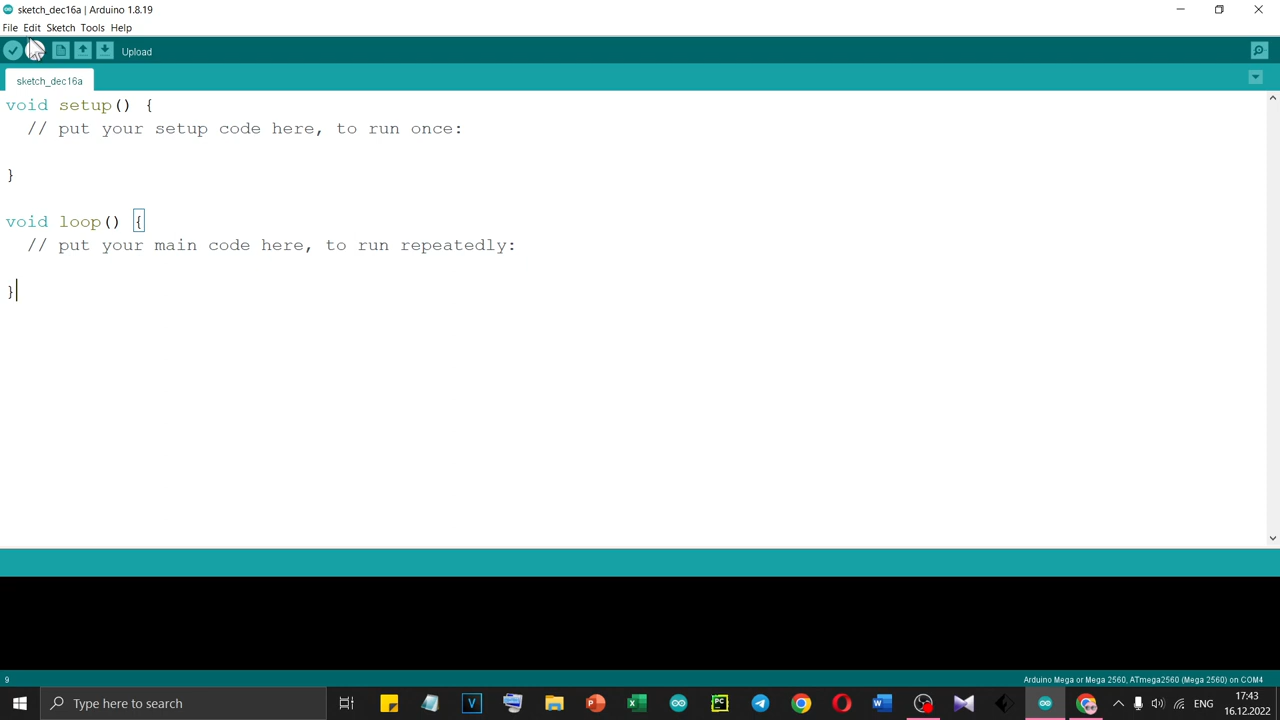 sketch_dec16a | Arduino 1.8.19
File Edit Sketch Tools Help
Upload
sketch_dec16a
void setup() {
// put your setup code here, to run once:
}
void loop() {
// put your main code here, to run repeatedly:
}
9
Arduino Mega or Mega 2560, ATmega2560 (Mega 2560) on COM4
Type here to search
V
PC
ENG
17:43
16.12.2022